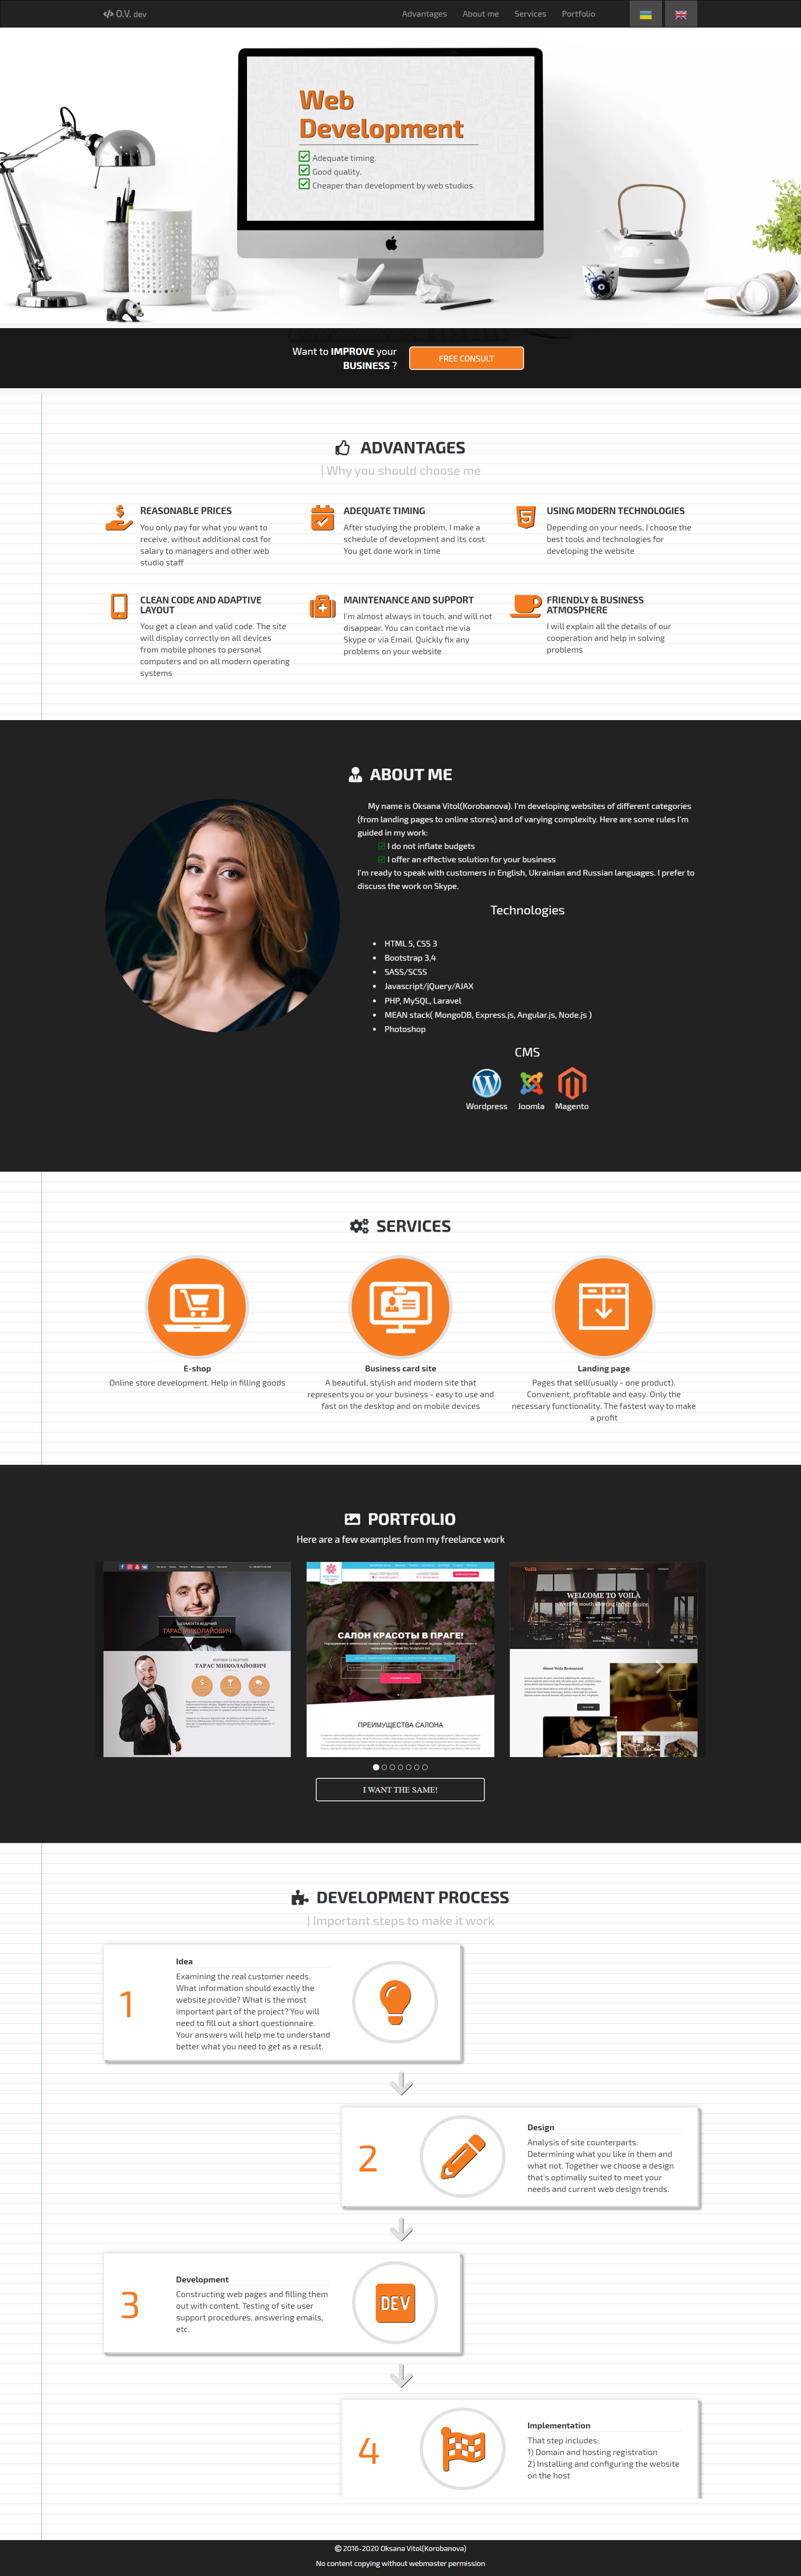 O.V. dev
Advantages About me Services Portfolio
Web
Development
Adequate timing.
Good quality.
Cheaper than development by web studios.
Want to IMPROVE your
BUSINESS ?
FREE CONSULT
ADVANTAGES
| Why you should choose me
REASONABLE PRICES
You only pay for what you want to
receive, without additional cost for
salary to managers and other web
studio staff
ADEQUATE TIMING
After studying the problem, I make a
schedule of development and its cost.
You get done work in time
USING MODERN TECHNOLOGIES
Depending on your needs, I choose the
best tools and technologies for
developing the website
CLEAN CODE AND ADAPTIVE
LAYOUT
You get a clean and valid code. The site
will display correctly on all devices
from mobile phones to personal
computers and on all modern operating
systems
MAINTENANCE AND SUPPORT
I'm almost always in touch, and will not
disappear. You can contact me via
Skype or via Email. Quickly fix any
problems on your website
FRIENDLY & BUSINESS
ATMOSPHERE
I will explain all the details of our
cooperation and help in solving
problems
ABOUT ME
My name is Oksana Vitol(Korobanova). I'm developing websites of different categories
(from landing pages to online stores) and of varying complexity. Here are some rules I'm
guided in my work:
I do not inflate budgets
I offer an effective solution for your business
I'm ready to speak with customers in English, Ukrainian and Russian languages. I prefer to
discuss the work on Skype.
Technologies
• HTML 5, CSS 3
• Bootstrap 3,4
• SASS/SCSS
• Javascript/jQuery/AJAX
• PHP, MySQL, Laravel
• MEAN stack( MongoDB, Express.js, Angular.js, Node.js )
• Photoshop
CMS
Wordpress Joomla Magento
SERVICES
E-shop
Online store development. Help in filling goods
Business card site
A beautiful, stylish and modern site that
represents you or your business - easy to use and
fast on the desktop and on mobile devices
Landing page
Pages that sell(usually - one product).
Convenient, profitable and easy. Only the
necessary functionality. The fastest way to make
a profit
PORTFOLIO
Here are a few examples from my freelance work
ТАРАС МИКОЛАЙОВИЧ
ТАРАС МИКОЛАЙОВИЧ
САЛОН КРАСОТЫ В ПРАГЕ!
ПРЕИМУЩЕСТВА САЛОНА
Voilà
WELCOME TO VOILÀ
About Voila Restaurant
I WANT THE SAME!
DEVELOPMENT PROCESS
| Important steps to make it work
1
Idea
Examining the real customer needs.
What information should exactly the
website provide? What is the most
important part of the project? You will
need to fill out a short questionnaire.
Your answers will help me to understand
better what you need to get as a result.
2
Design
Analysis of site counterparts.
Determining what you like in them and
what not. Together we choose a design
that's optimally suited to meet your
needs and current web design trends.
3
Development
Constructing web pages and filling them
out with content. Testing of site user
support procedures, answering emails,
etc.
DEV
4
Implementation
That step includes:
1) Domain and hosting registration
2) Installing and configuring the website
on the host
© 2016-2020 Oksana Vitol(Korobanova)
No content copying without webmaster permission